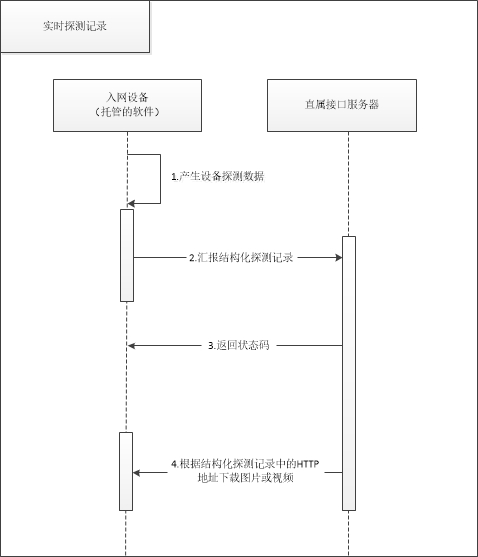 实时探测记录
入网设备
（托管的软件）
直属接口服务器
1.产生设备探测数据
2.汇报结构化探测记录
3.返回状态码
4.根据结构化探测记录中的HTTP
地址下载图片或视频